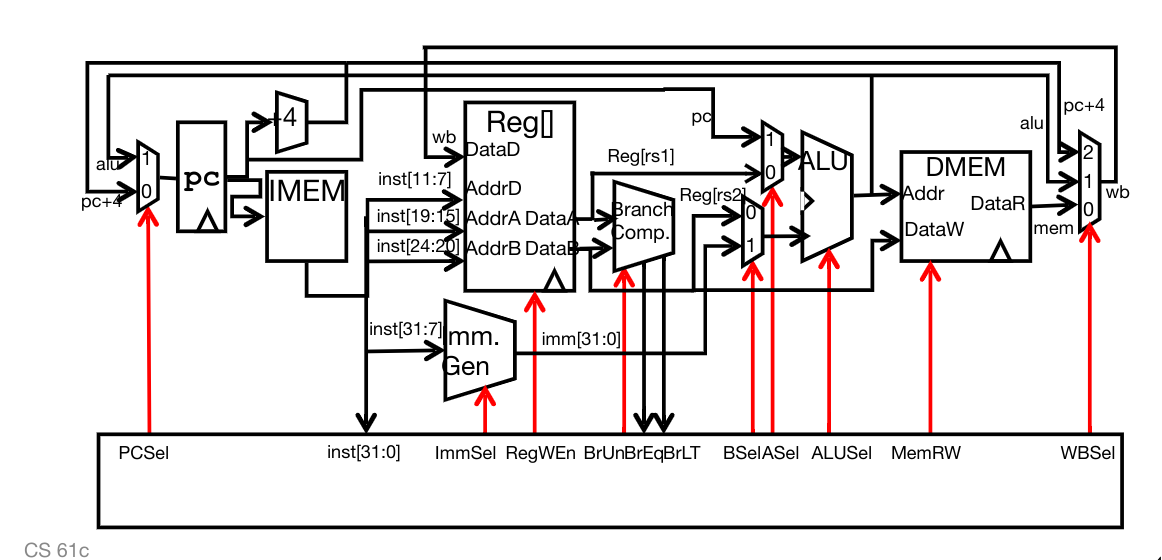 pc+4
alu
+4
wb
Reg[]
DataD
inst[11:7]
AddrD
inst[19:15]
AddrA
DataA
inst[24:20]
AddrB
DataB
alu
1
pc+4
0
pc
IMEM
pc
Reg[rs1]
1
0
Reg[rs2]
0
1
Branch
Comp.
ALU
DMEM
Addr
DataR
DataW
2
1
0
wb
mem
inst[31:7]
mm.
Gen
imm[31:0]
PCSel
inst[31:0]
ImmSel
RegWEn
BrUn
BrEq
BrLT
BSel
ASel
ALUSel
MemRW
WBSel
CS 61c